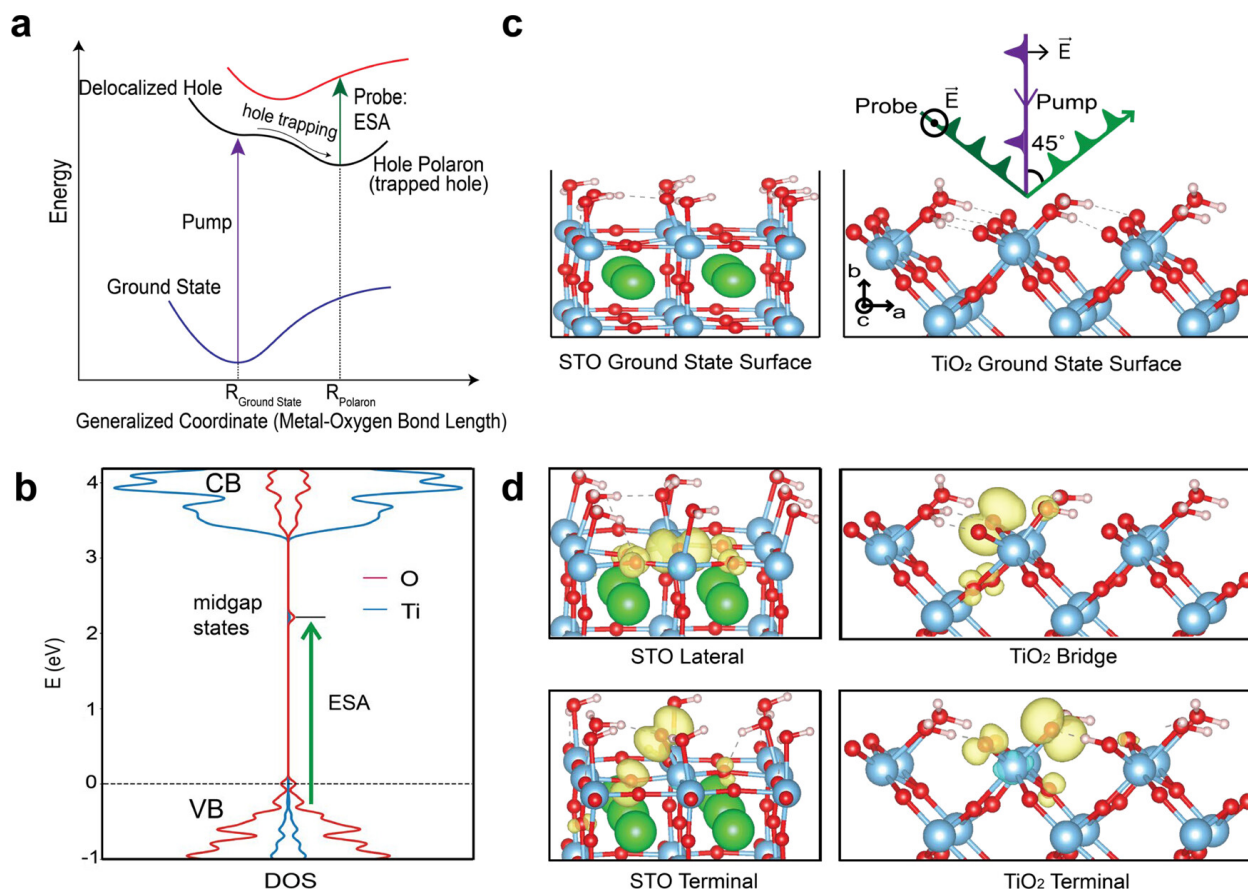 a
Energy
Delocalized Hole
hole trapping
Probe:
ESA
Hole Polaron
(trapped hole)
Pump
Ground State
R Ground State
R Polaron
Generalized Coordinate (Metal-Oxygen Bond Length)
b
E (eV)
4
3
2
1
0
-1
CB
O
Ti
midgap
states
ESA
VB
DOS
c
E
Probe
E
Pump
45°
b
c
a
STO Ground State Surface
TiO₂ Ground State Surface
d
STO Lateral
TiO₂ Bridge
STO Terminal
TiO₂ Terminal